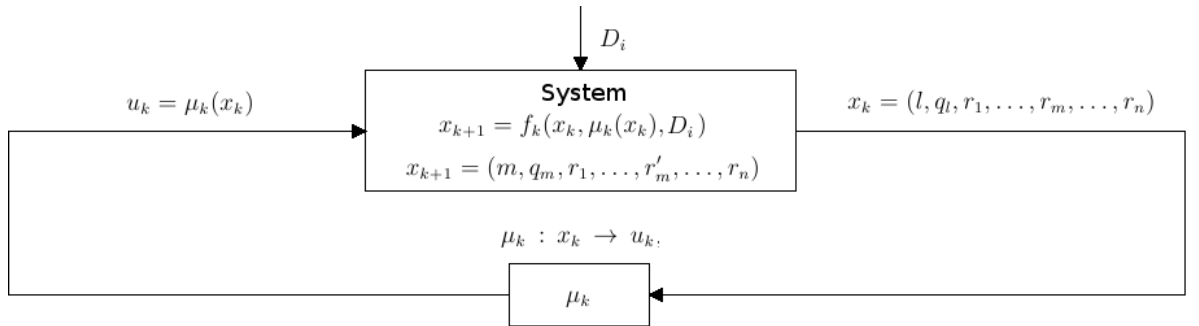 D_i
System
u_k = μ_k(x_k)
x_k = (l, q_l, r_1, . . . , r_m, . . . , r_n)
x_{k+1} = f_k(x_k, μ_k(x_k), D_i)
x_{k+1} = (m, q_m, r_1, . . . , r'_m, . . . , r_n)
μ_k : x_k → u_k.
μ_k